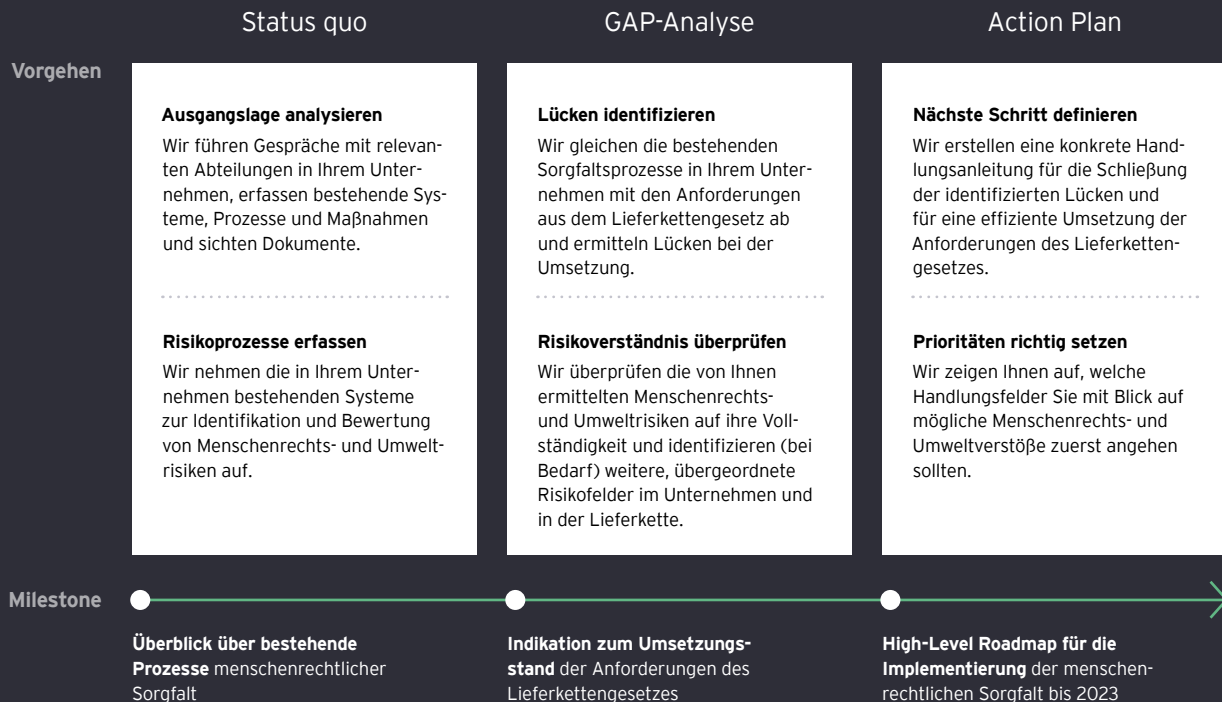 Status quo
GAP-Analyse
Action Plan
Vorgehen
Ausgangslage analysieren
Wir führen Gespräche mit relevan-
ten Abteilungen in Ihrem Unter-
nehmen, erfassen bestehende Sys-
teme, Prozesse und Maßnahmen
und sichten Dokumente.
Risikoprozesse erfassen
Wir nehmen die in Ihrem Unter-
nehmen bestehenden Systeme
zur Identifikation und Bewertung
von Menschenrechts- und Umwelt-
risiken auf.
Lücken identifizieren
Wir gleichen die bestehenden
Sorgfaltsprozesse in Ihrem Unter-
nehmen mit den Anforderungen
aus dem Lieferkettengesetz ab
und ermitteln Lücken bei der
Umsetzung.
Risikoverständnis überprüfen
Wir überprüfen die von Ihnen
ermittelten Menschenrechts-
und Umweltrisiken auf ihre Voll-
ständigkeit und identifizieren (bei
Bedarf) weitere, übergeordnete
Risikofelder im Unternehmen und
in der Lieferkette.
Nächste Schritt definieren
Wir erstellen eine konkrete Hand-
lungsanleitung für die Schließung
der identifizierten Lücken und
für eine effiziente Umsetzung der
Anforderungen des Lieferketten-
gesetzes.
Prioritäten richtig setzen
Wir zeigen Ihnen auf, welche
Handlungsfelder Sie mit Blick auf
mögliche Menschenrechts- und
Umweltverstöße zuerst angehen
sollten.
Milestone
Überblick über bestehende
Prozesse menschenrechtlicher
Sorgfalt
Indikation zum Umsetzungs-
stand der Anforderungen des
Lieferkettengesetzes
High-Level Roadmap für die
Implementierung der menschen-
rechtlichen Sorgfalt bis 2023